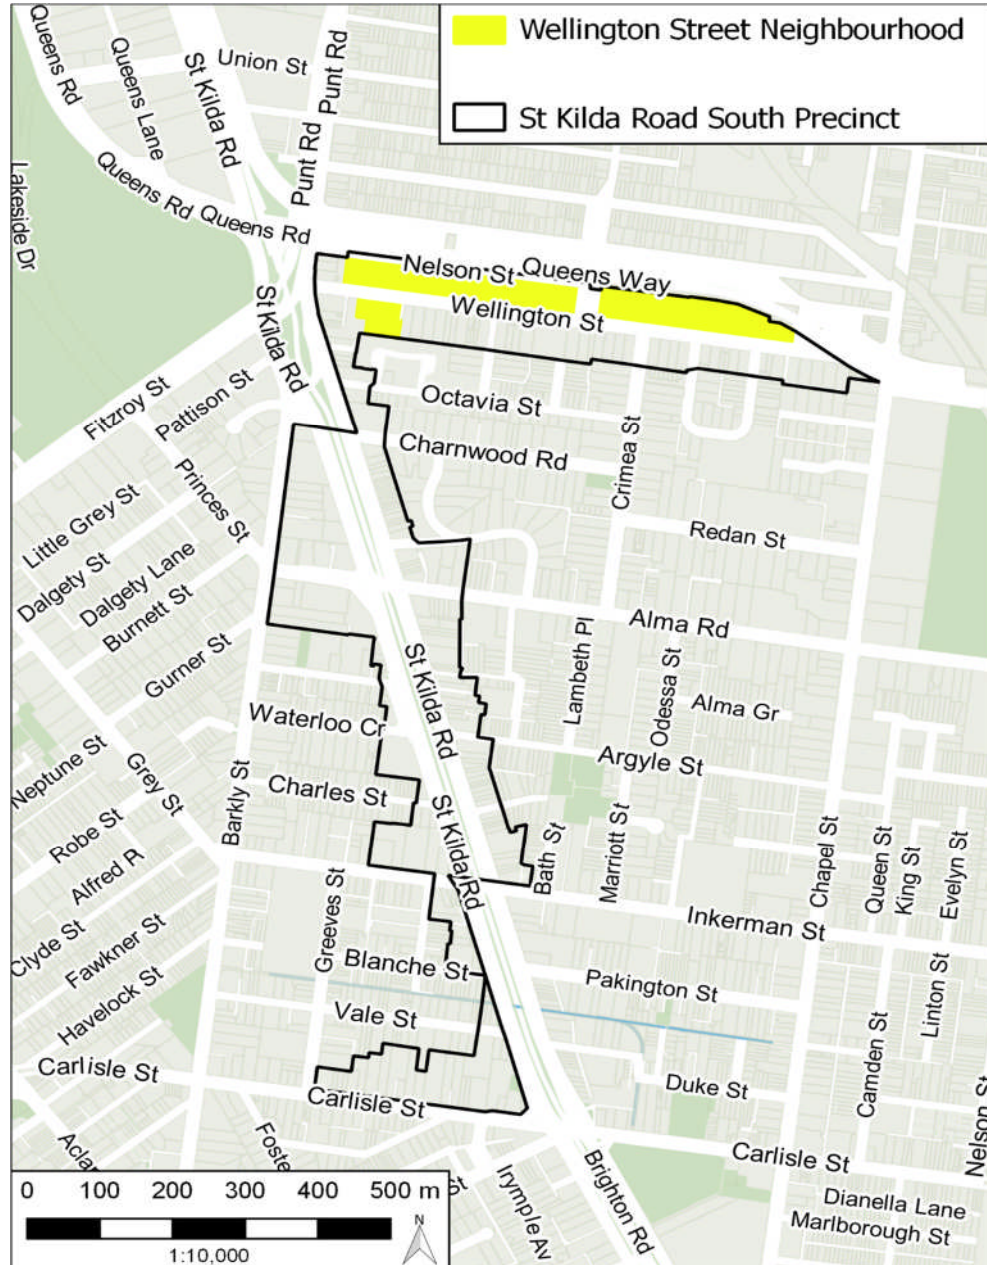 Wellington Street Neighbourhood
St Kilda Road South Precinct
Queens Rd
Queens Lane
St Kilda Rd
Union St
Punt Rd
Punt Rd
Lakeside Dr
Queens Rd
Queens Rd
Nelson St
Queens Way
Wellington St
St Kilda Rd
Fitzroy St
Pattison St
Octavia St
Charnwood Rd
Crimea St
Princes St
Little Grey St
Dalgety St
Dalgety Lane
Burnett St
Gurner St
Redan St
Alma Rd
Lambeth Pl
Odessa St
Alma Gr
St Kilda Rd
Waterloo Cr
Argyle St
Neptune St
Grey St
Barkly St
Charles St
St Kilda Rd
Robe St
Alfred R
Bath St
Marriott St
Chapel St
Queen St
King St
Evelyn St
Clyde St
Fawkner St
Havelock St
Greeves St
Inkerman St
Blanche St
Pakington St
Linton St
Vale St
Camden St
Carlisle St
Carlisle St
Duke St
Nelson St
Carlisle St
Acla
Foste
St
Irymple Av
Brighton Rd
Dianella Lane
Marlborough St
0 100 200 300 400 500 m
1:10,000
N